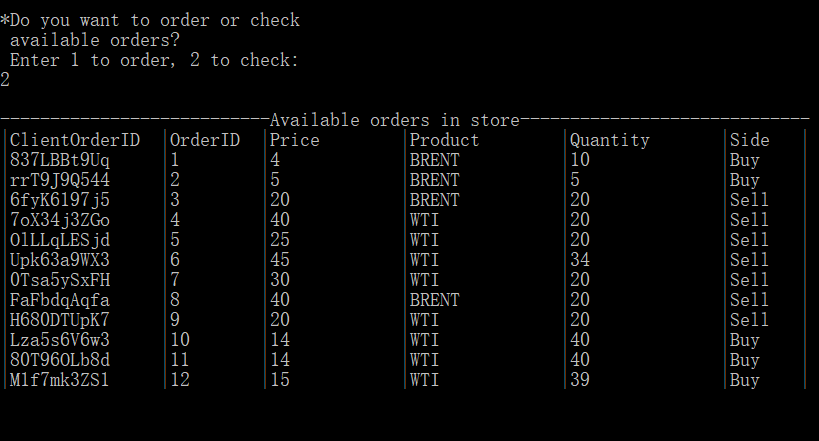 *Do you want to order or check
available orders?
Enter 1 to order, 2 to check:
2
---------------------------Available orders in store-----------------------------
|ClientOrderID |OrderID |Price |Product |Quantity |Side |
|837LBBt9Uq |1 |4 |BRENT |10 |Buy |
|rrT9J9Q544 |2 |5 |BRENT |5 |Buy |
|6fyK6197j5 |3 |20 |BRENT |20 |Sell |
|7oX34j3ZGo |4 |40 |WTI |20 |Sell |
|OlLLqLESjd |5 |25 |WTI |20 |Sell |
|Upk63a9WX3 |6 |45 |WTI |34 |Sell |
|OTsa5ySxFH |7 |30 |WTI |20 |Sell |
|FaFbdqAqfa |8 |40 |BRENT |20 |Sell |
|H680DTUpK7 |9 |20 |WTI |20 |Sell |
|Lza5s6V6w3 |10 |14 |WTI |40 |Buy |
|80T96OLb8d |11 |14 |WTI |40 |Buy |
|Mlf7mk3ZS1 |12 |15 |WTI |39 |Buy |